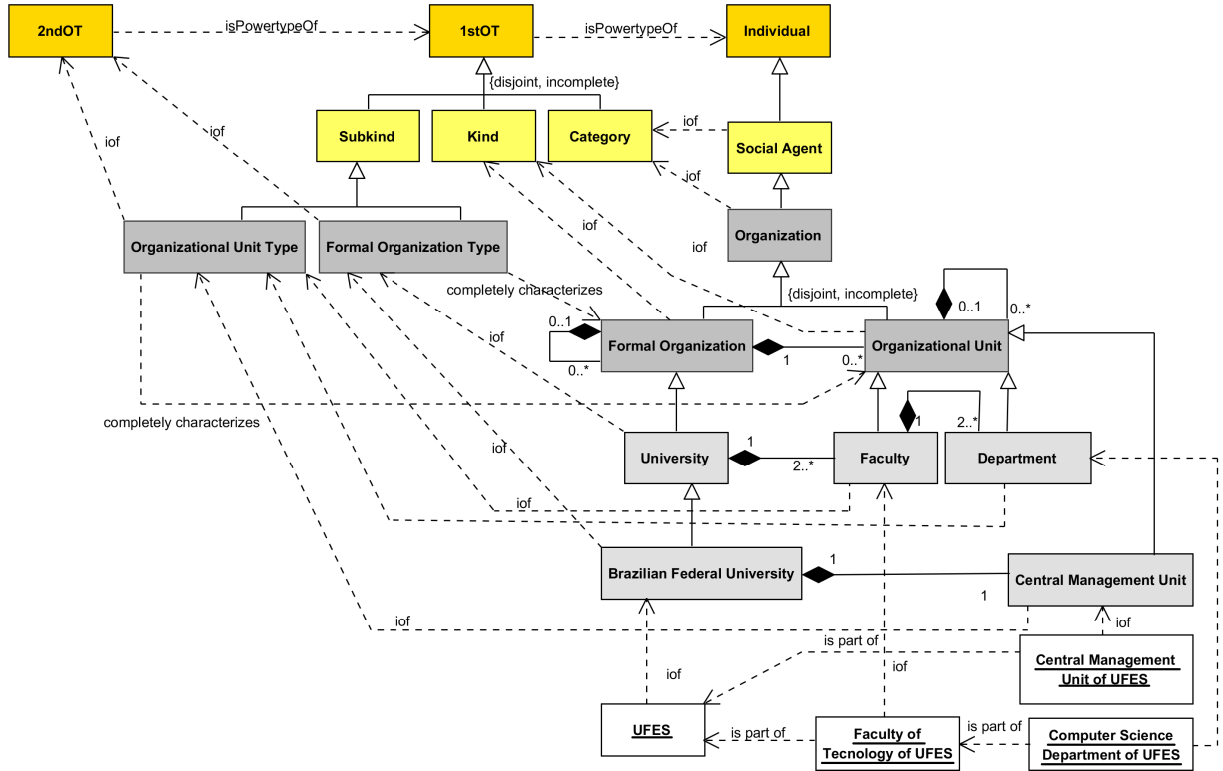 2ndOT
isPowertypeOf
1stOT
isPowertypeOf
Individual
{disjoint, incomplete}
Subkind
Kind
Category
iof
Social Agent
iof
iof
iof
Organizational Unit Type
Formal Organization Type
iof
iof
Organization
completely characterizes
{disjoint, incomplete}
0..1
0..*
0..1
0..*
Formal Organization
1
0..*
Organizational Unit
iof
completely characterizes
1
2..*
University
1
2..*
Faculty
Department
iof
iof
Brazilian Federal University
1
1
Central Management Unit
iof
iof
is part of
iof
iof
Central Management
Unit of UFES
UFES
is part of
Faculty of
Tecnology of UFES
is part of
Computer Science
Department of UFES